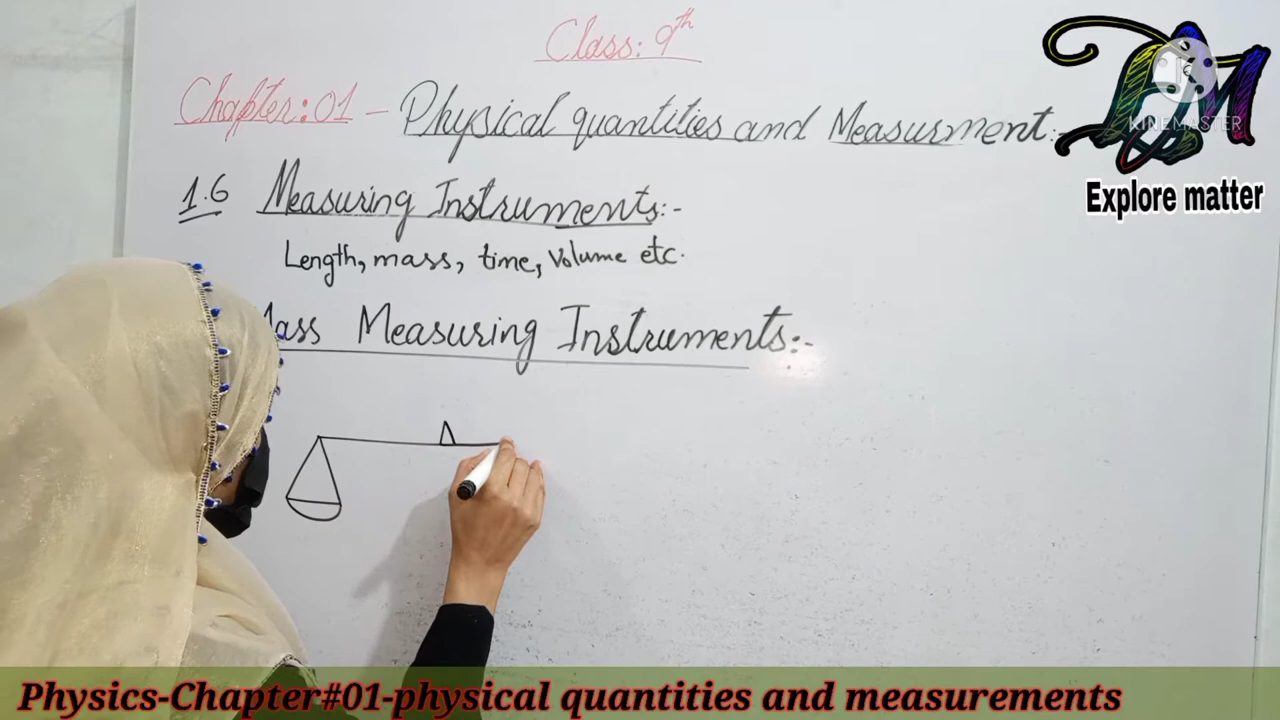 Class: 9th
Chapter: 01 - Physical quantities and Measurment:-
1.6 Measuring Instruments:-
Length, mass, time, Volume etc.
Mass Measuring Instruments:-
KINEMASTER
Explore matter
Physics-Chapter#01-physical quantities and measurements